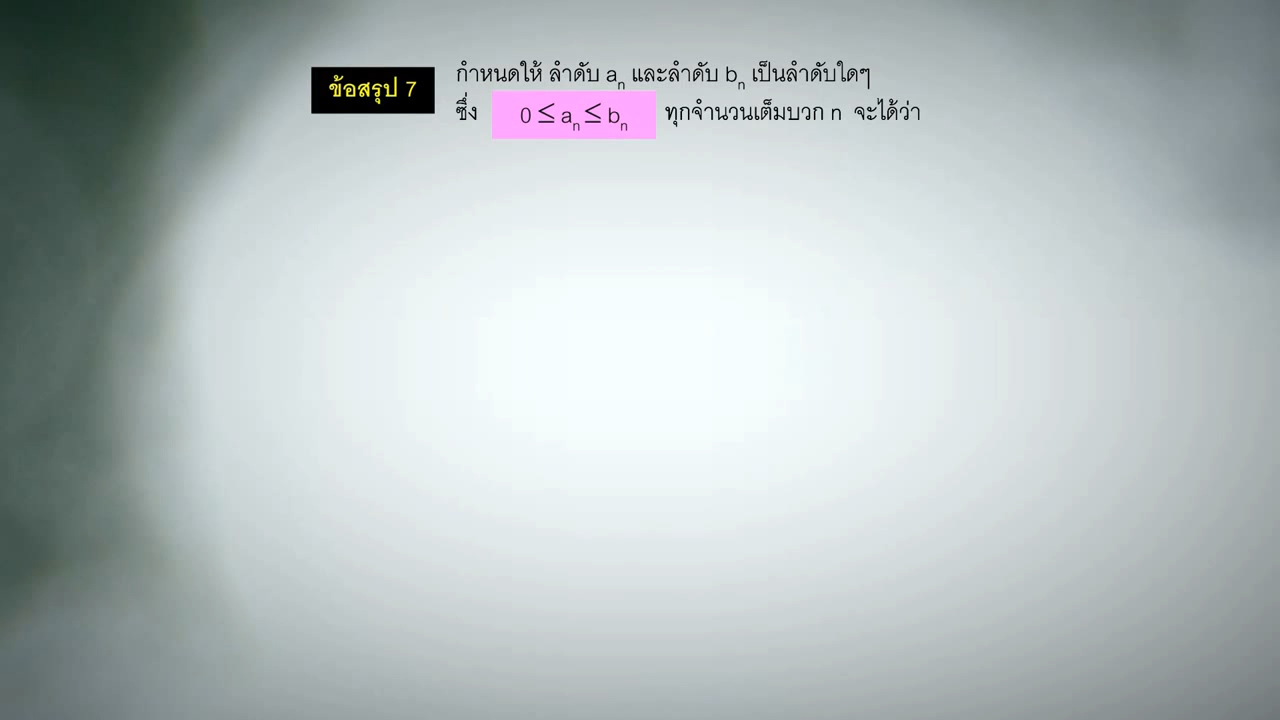 ข้อสรุป 7 กำหนดให้ ลำดับ aₙ และลำดับ bₙ เป็นลำดับใดๆ
ซึ่ง 0 ≤ aₙ ≤ bₙ ทุกจำนวนเต็มบวก n จะได้ว่า